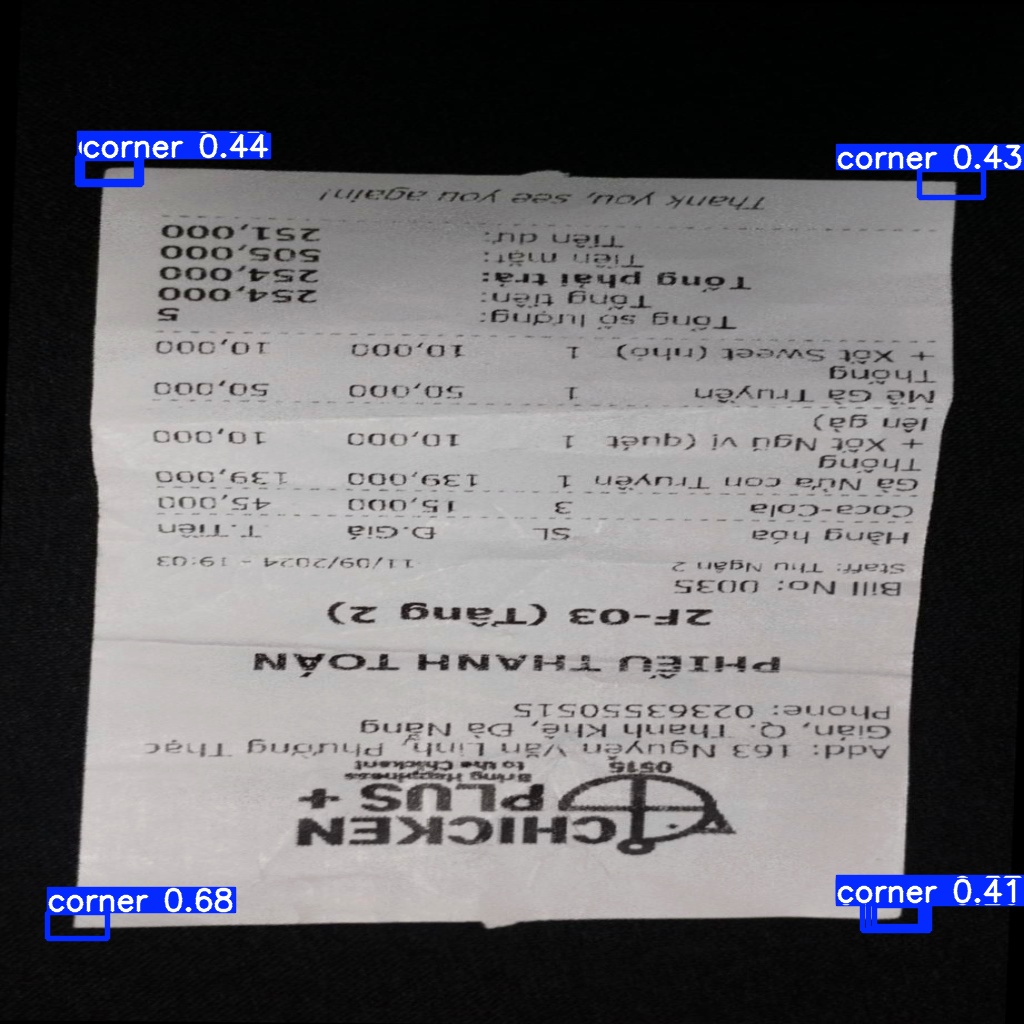 corner 0.44
corner 0.43
CHICKEN
PLUS +
0515
Bring Happiness
to the Chickent
Add: 163 Nguyễn Văn Linh, Phường Thạc
Gián, Q. Thanh Khê, Đà Nẵng
Phone: 02363550515
PHIẾU THANH TOÁN
2F-03 (Tầng 2)
Bill No: 0035
Staff: Thu Ngân 2 11/09/2024 - 19:03
Hàng hóa SL Đ.Giá T.Tiền
Coca-Cola 3 15,000 45,000
Gà Nửa con Truyền 1 139,000 139,000
Thống
+ Xốt Ngũ vị (quét 1 10,000 10,000
lên gà)
Mề Gà Truyền 1 50,000 50,000
Thống
+ Xốt Sweet (nhỏ) 1 10,000 10,000
Tổng số lượng: 5
Tổng tiền: 254,000
Tổng phải trả: 254,000
Tiền mặt: 505,000
Tiền dư: 251,000
Thank you, see you again!
corner 0.68
corner 0.41